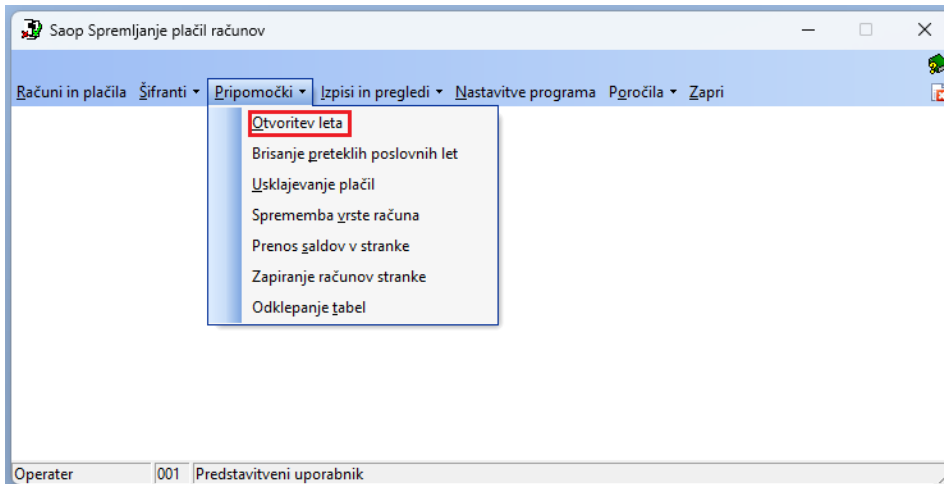 Saop Spremljanje plačil računov
Računi in plačila Šifranti Pripomočki Izpisi in pregledi Nastavitve programa Poročila Zapri
Otvoritev leta
Brisanje preteklih poslovnih let
Usklajevanje plačil
Sprememba vrste računa
Prenos saldov v stranke
Zapiranje računov stranke
Odklepanje tabel
Operater 001 Predstavitveni uporabnik